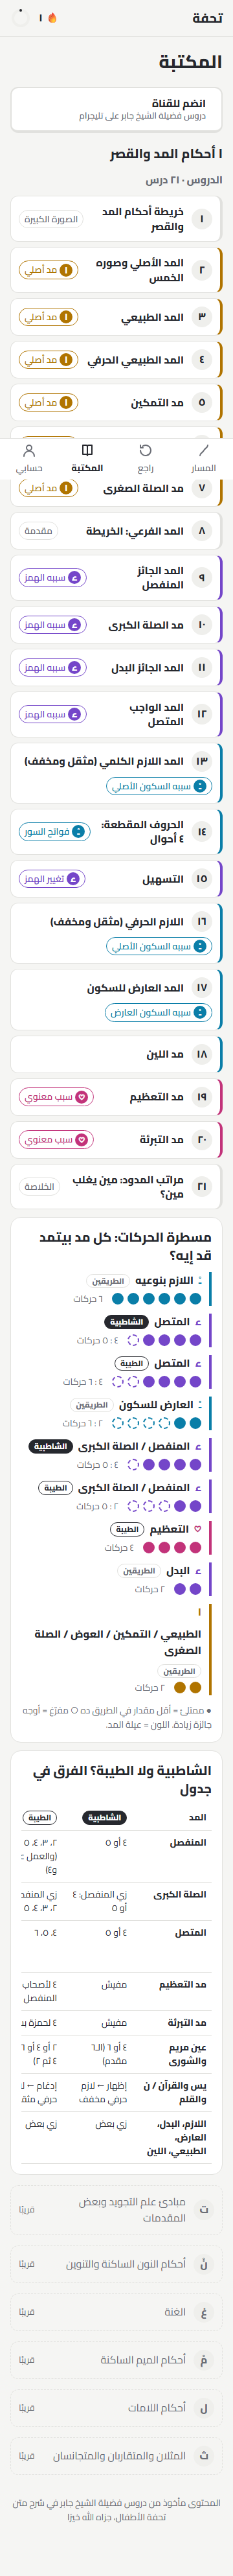 تحفة
١
المكتبة
انضم للقناة
دروس فضيلة الشيخ جابر على تليجرام
١ أحكام المد والقصر
الدروس · ٢١ درس
١ خريطة أحكام المد والقصر الصورة الكبيرة
٢ المد الأصلي وصوره الخمس مد أصلي
٣ المد الطبيعي مد أصلي
٤ المد الطبيعي الحرفي مد أصلي
٥ مد التمكين مد أصلي
المسار راجع المكتبة حسابي
٧ مد الصلة الصغرى مد أصلي
٨ المد الفرعي: الخريطة مقدمة
٩ المد الجائز المنفصل سببه الهمز
١٠ مد الصلة الكبرى سببه الهمز
١١ المد الجائز البدل سببه الهمز
١٢ المد الواجب المتصل سببه الهمز
١٣ المد اللازم الكلمي (مثقل ومخفف)
سببه السكون الأصلي
١٤ الحروف المقطعة: ٤ أحوال فواتح السور
١٥ التسهيل تغيير الهمز
١٦ اللازم الحرفي (مثقل ومخفف)
سببه السكون الأصلي
١٧ المد العارض للسكون
سببه السكون العارض
١٨ مد اللين
١٩ مد التعظيم سبب معنوي
٢٠ مد التبرئة سبب معنوي
٢١ مراتب المدود: مين يغلب مين؟ الخلاصة
مسطرة الحركات: كل مد بيتمد
قد إيه؟
اللازم بنوعيه الطريقين
٦ حركات
ء المتصل الشاطبية
٤ : ٥ حركات
ء المتصل الطيبة
٤ : ٦ حركات
العارض للسكون الطريقين
٢ : ٦ حركات
ء المنفصل / الصلة الكبرى الشاطبية
٤ : ٥ حركات
ء المنفصل / الصلة الكبرى الطيبة
٢ : ٥ حركات
التعظيم الطيبة
٤ حركات
ء البدل الطريقين
٢ حركات
ا
الطبيعي / التمكين / العوض / الصلة
الصغرى
الطريقين
٢ حركات
● ممتلئ = أقل مقدار في الطريق ده ○ مفرّغ = أوجه
جائزة زيادة. اللون = عيلة المد.
الشاطبية ولا الطيبة؟ الفرق في
جدول
المد الشاطبية الطيبة
المنفصل ٤ أو ٥ ٢، ٣، ٤، ٥
الصلة الكبرى زي المنفصل: ٤ أو ٥ ٢، ٣، ٤، ٥
المتصل ٤ أو ٥ ٤، ٥، ٦
مد التعظيم مفيش ٤ لأصحاب
المنفصل
مد التبرئة مفيش ٤ لحمزة
عين مريم والشورى ٤ أو ٦ (الـ٦ مقدم)
يس والقرآن / ن والقلم إظهار ← لازم حرفي مخفف
اللازم، البدل، العارض، الطبيعي، اللين زي بعض زي بعض
ت مبادئ علم التجويد وبعض المقدمات قريبًا
نْ أحكام النون الساكنة والتنوين قريبًا
غ الغنة قريبًا
مْ أحكام الميم الساكنة قريبًا
ل أحكام اللامات قريبًا
ث المثلان والمتقاربان والمتجانسان قريبًا
المحتوى مأخوذ من دروس فضيلة الشيخ جابر في شرح متن
تحفة الأطفال، جزاه الله خيرًا